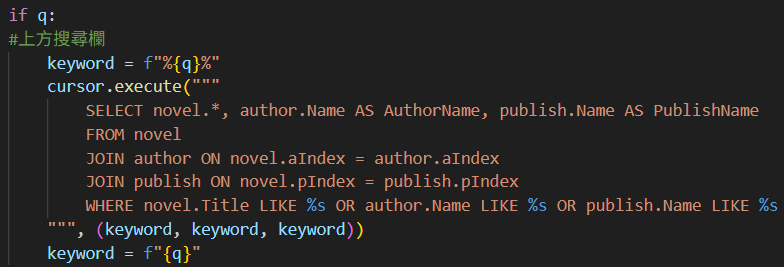 if q:
#上方搜尋欄
    keyword = f"%{q}%"
    cursor.execute("""
        SELECT novel.*, author.Name AS AuthorName, publish.Name AS PublishName
        FROM novel
        JOIN author ON novel.aIndex = author.aIndex
        JOIN publish ON novel.pIndex = publish.pIndex
        WHERE novel.Title LIKE %s OR author.Name LIKE %s OR publish.Name LIKE %s
    """, (keyword, keyword, keyword))
    keyword = f"{q}"